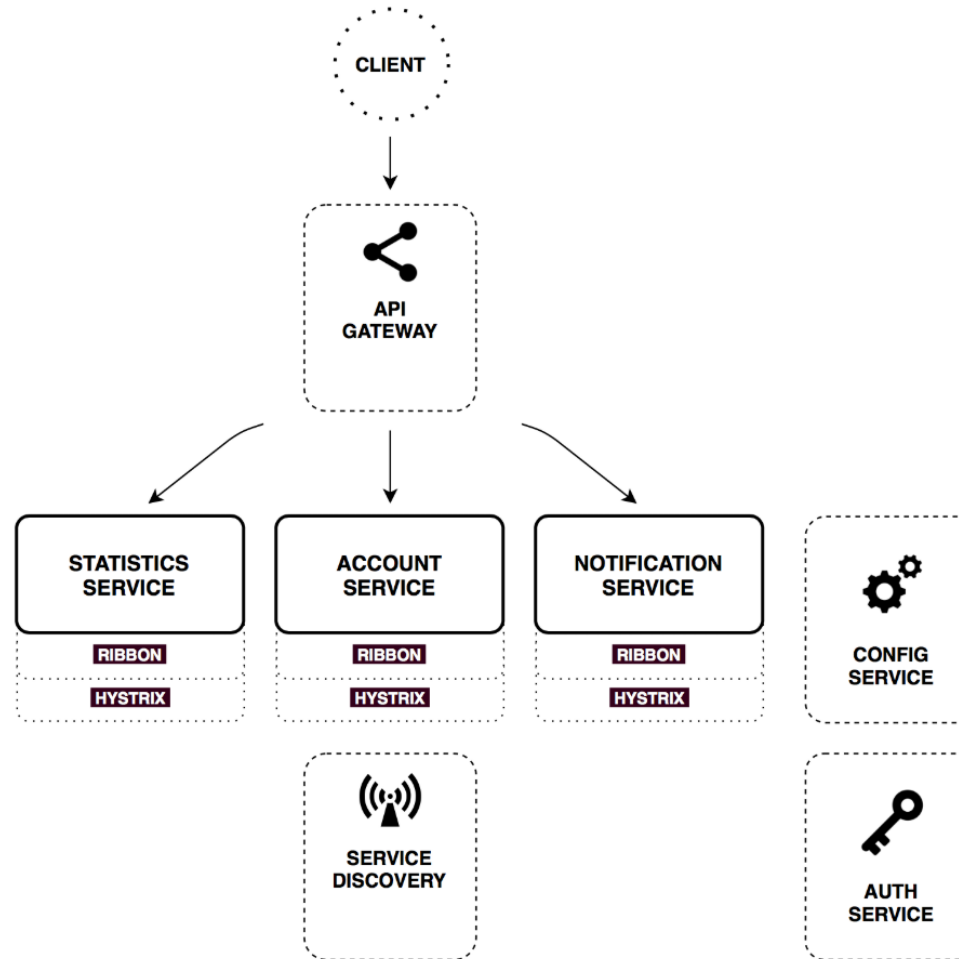 CLIENT
API
GATEWAY
STATISTICS
SERVICE
ACCOUNT
SERVICE
NOTIFICATION
SERVICE
RIBBON
RIBBON
RIBBON
HYSTRIX
HYSTRIX
HYSTRIX
CONFIG
SERVICE
SERVICE
DISCOVERY
AUTH
SERVICE